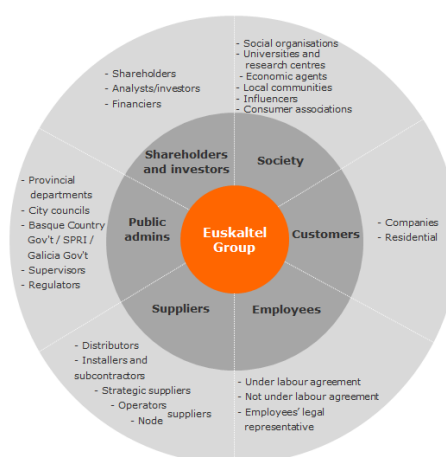 - Shareholders
- Analysts/investors
- Financiers
- Social organisations
- Universities and
research centres
- Economic agents
- Local communities
- Influencers
- Consumer associations
Shareholders
and investors
Society
- Provincial
departments
- City councils
- Basque Country
Gov't / SPRI /
Galicia Gov't
- Supervisors
- Regulators
Public
admins
Euskaltel
Group
Customers
- Companies
- Residential
Suppliers
Employees
- Distributors
- Installers and
subcontractors
- Strategic suppliers
- Operators
- Node suppliers
- Under labour agreement
- Not under labour agreement
- Employees' legal
representative